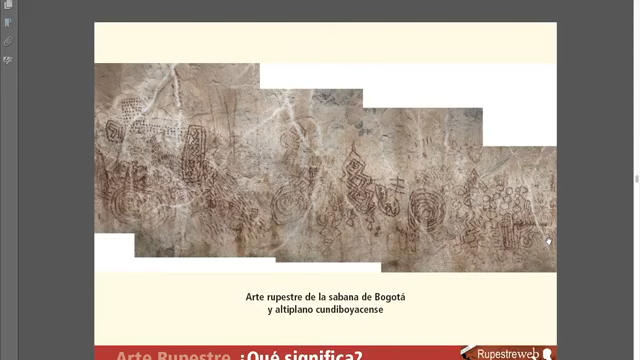 Arte rupestre de la sabana de Bogotá
y altiplano cundiboyacense
Arte Rupestre ¿Qué significa?
Rupestreweb